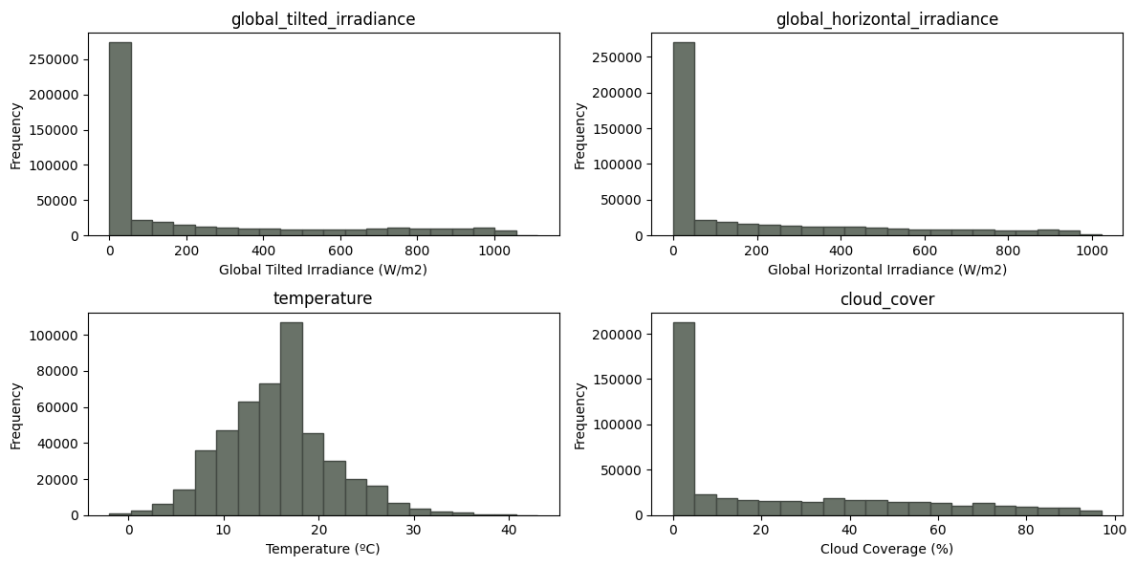 global_tilted_irradiance
250000
200000
150000
100000
50000
0
Frequency
0 200 400 600 800 1000
Global Tilted Irradiance (W/m2)
global_horizontal_irradiance
250000
200000
150000
100000
50000
0
Frequency
0 200 400 600 800 1000
Global Horizontal Irradiance (W/m2)
temperature
100000
80000
60000
40000
20000
0
Frequency
0 10 20 30 40
Temperature (ºC)
cloud_cover
200000
150000
100000
50000
0
Frequency
0 20 40 60 80 100
Cloud Coverage (%)